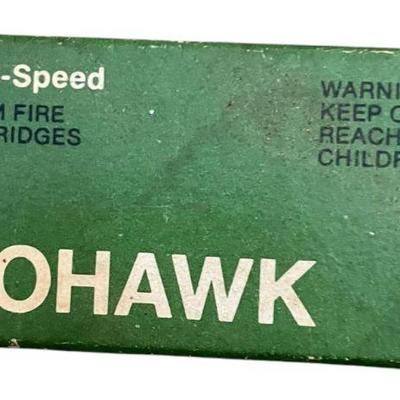 -Speed
M FIRE
RIDGES
WARNI
KEEP O
REACH
CHILDR
OHAWK